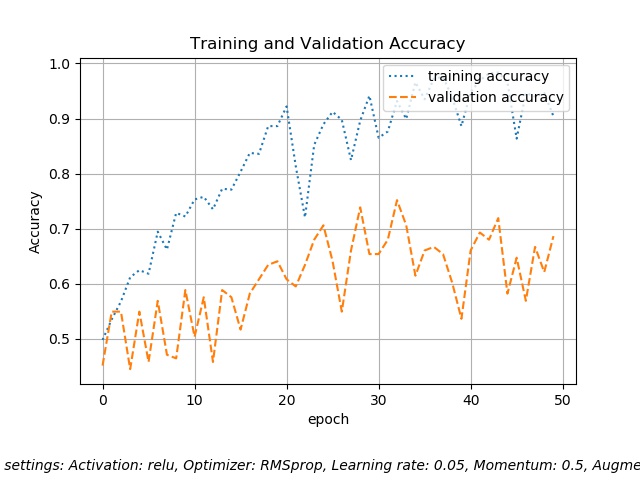 Training and Validation Accuracy
1.0
training accuracy
validation accuracy
0.9
0.8
0.7
0.6
0.5
Accuracy
0 10 20 30 40 50
epoch
settings: Activation: relu, Optimizer: RMSprop, Learning rate: 0.05, Momentum: 0.5, Augme